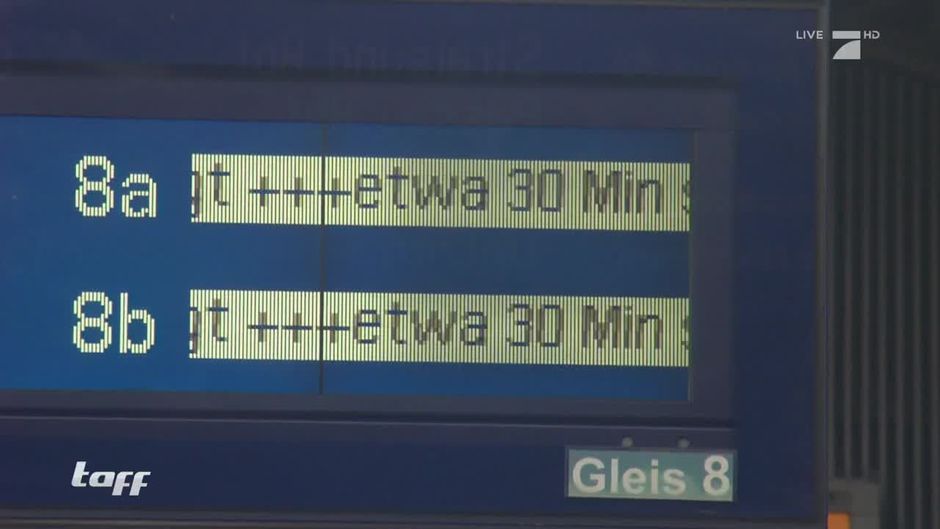 LIVE HD
8a gt +++etwa 30 Min
8b gt +++etwa 30 Min
Gleis 8
taff